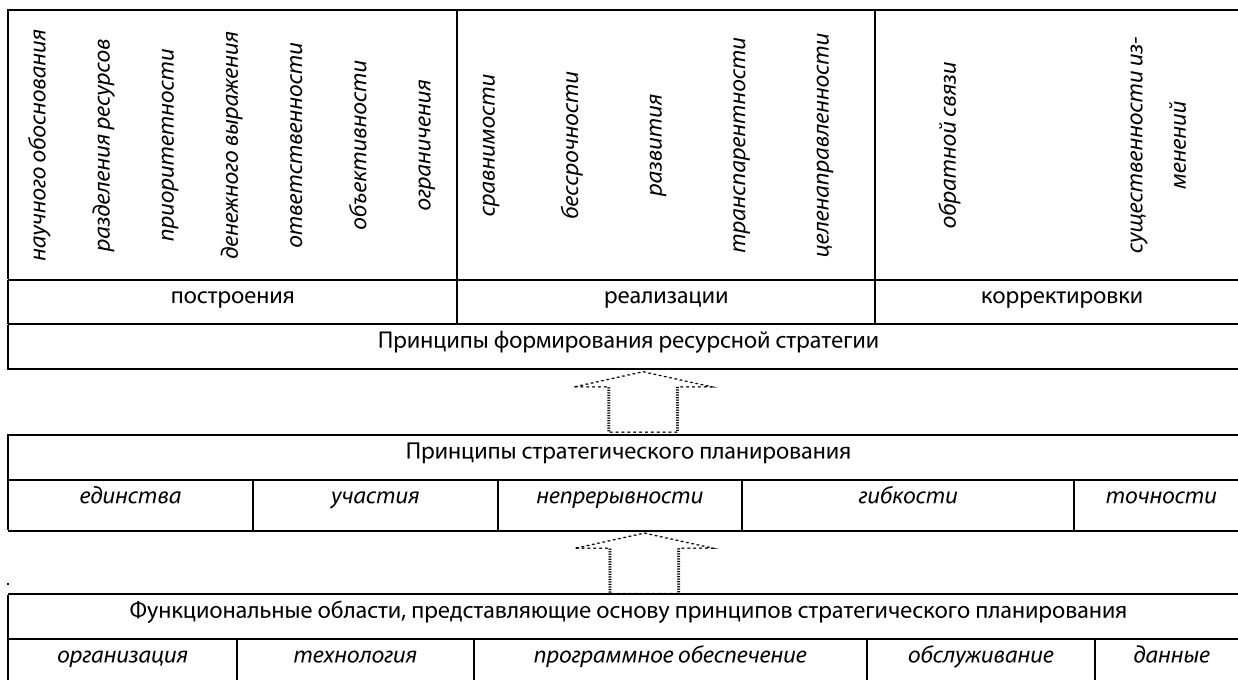 научного обоснования
разделения ресурсов
приоритетности
денежного выражения
ответственности
объективности
ограничения
сравнимости
бессрочности
развития
транспарентности
целенаправленности
обратной связи
существенности из-
менений
построения
реализации
корректировки
Принципы формирования ресурсной стратегии
Принципы стратегического планирования
единства
участия
непрерывности
гибкости
точности
Функциональные области, представляющие основу принципов стратегического планирования
организация
технология
программное обеспечение
обслуживание
данные